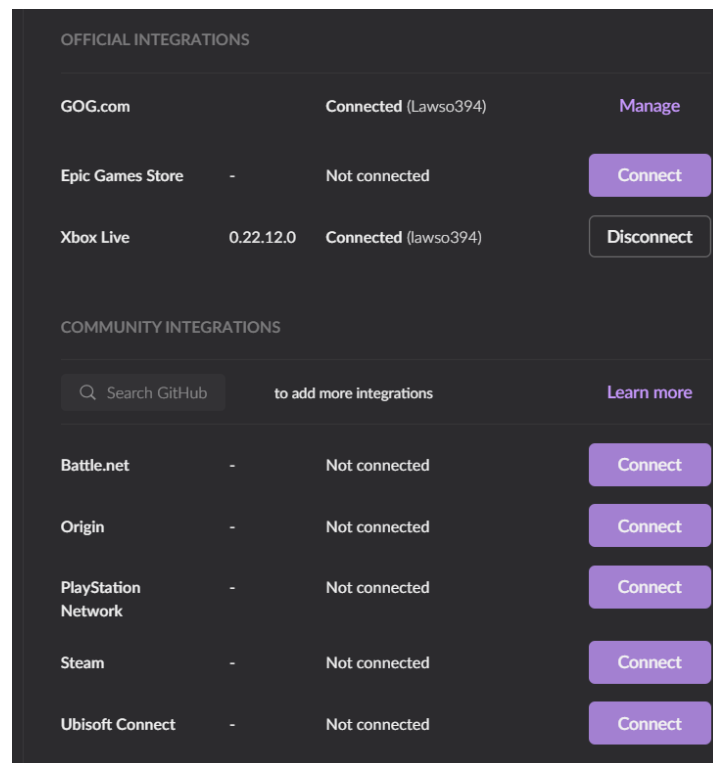 OFFICIAL INTEGRATIONS
GOG.com Connected (Lawso394) Manage
Epic Games Store - Not connected Connect
Xbox Live 0.22.12.0 Connected (lawso394) Disconnect
COMMUNITY INTEGRATIONS
Search GitHub to add more integrations Learn more
Battle.net - Not connected Connect
Origin - Not connected Connect
PlayStation - Not connected Connect
Network
Steam - Not connected Connect
Ubisoft Connect - Not connected Connect